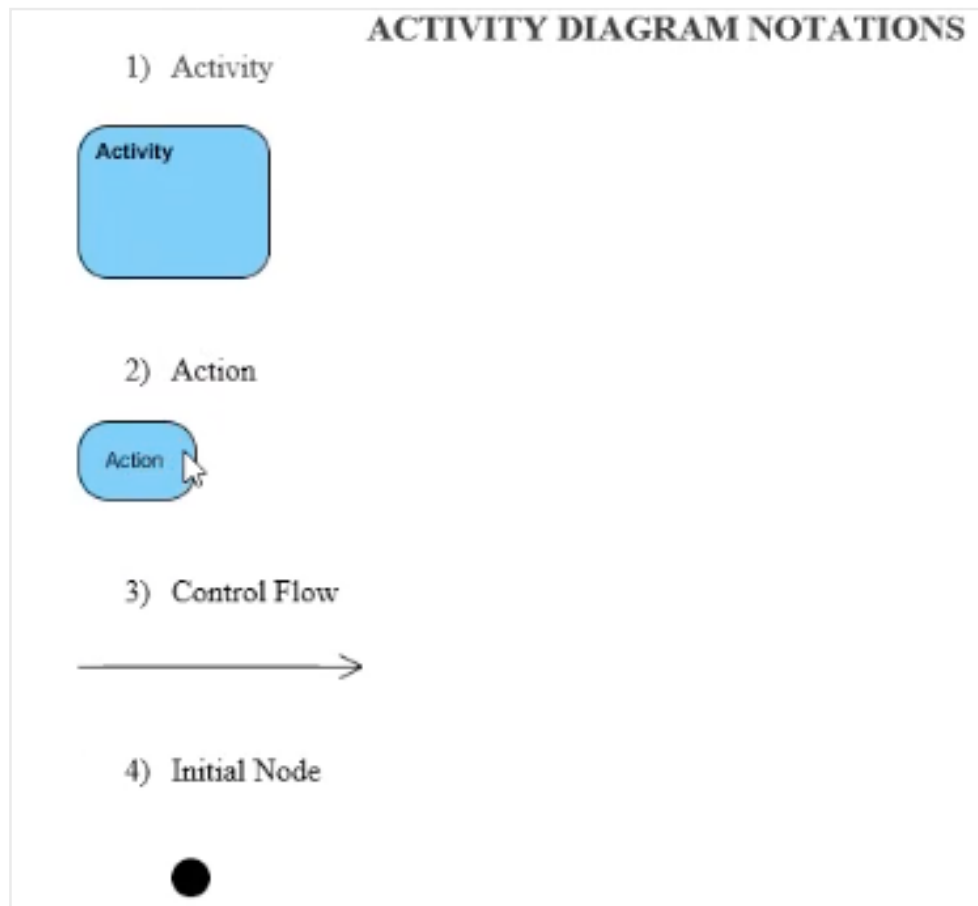 ACTIVITY DIAGRAM NOTATIONS
1) Activity
Activity
2) Action
Action
3) Control Flow
4) Initial Node